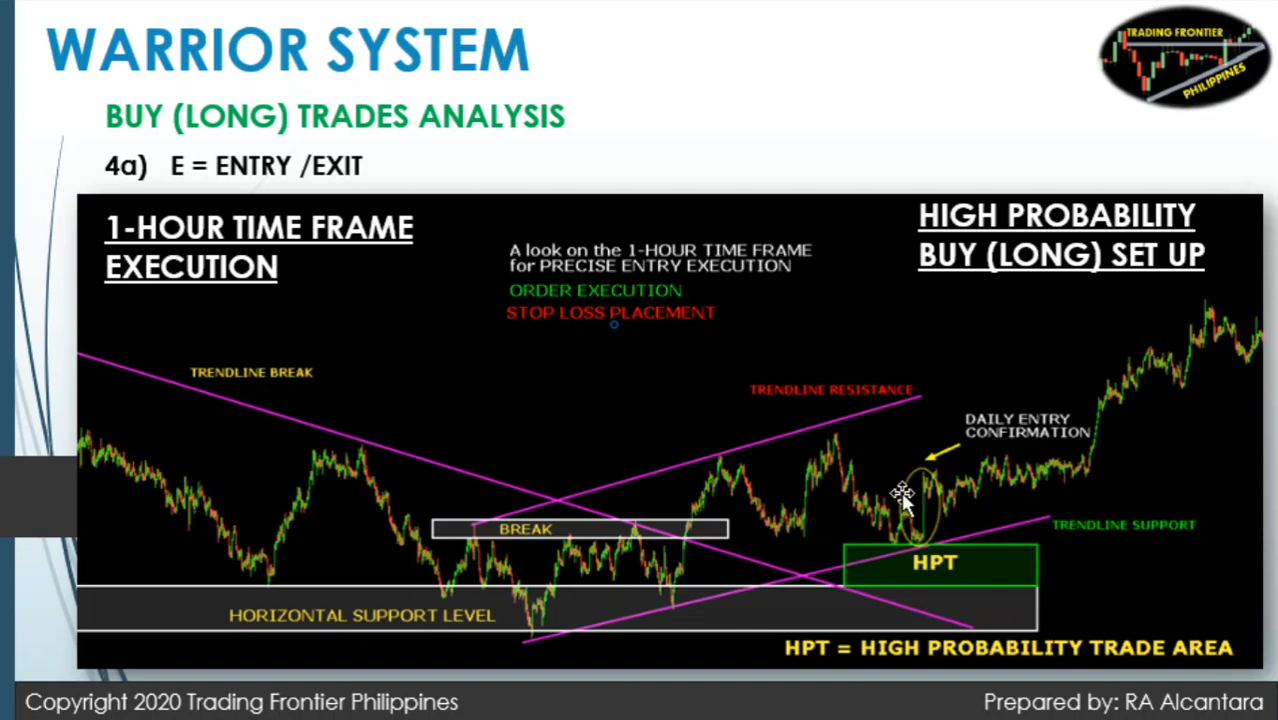 WARRIOR SYSTEM
TRADING FRONTIER
PHILIPPINES
BUY (LONG) TRADES ANALYSIS
4a) E = ENTRY /EXIT
1-HOUR TIME FRAME
EXECUTION
A look on the 1-HOUR TIME FRAME
for PRECISE ENTRY EXECUTION
ORDER EXECUTION
STOP LOSS PLACEMENT
HIGH PROBABILITY
BUY (LONG) SET UP
TRENDLINE BREAK
TRENDLINE RESISTANCE
DAILY ENTRY
CONFIRMATION
BREAK
TRENDLINE SUPPORT
HPT
HORIZONTAL SUPPORT LEVEL
HPT = HIGH PROBABILITY TRADE AREA
Copyright 2020 Trading Frontier Philippines
Prepared by: RA Alcantara